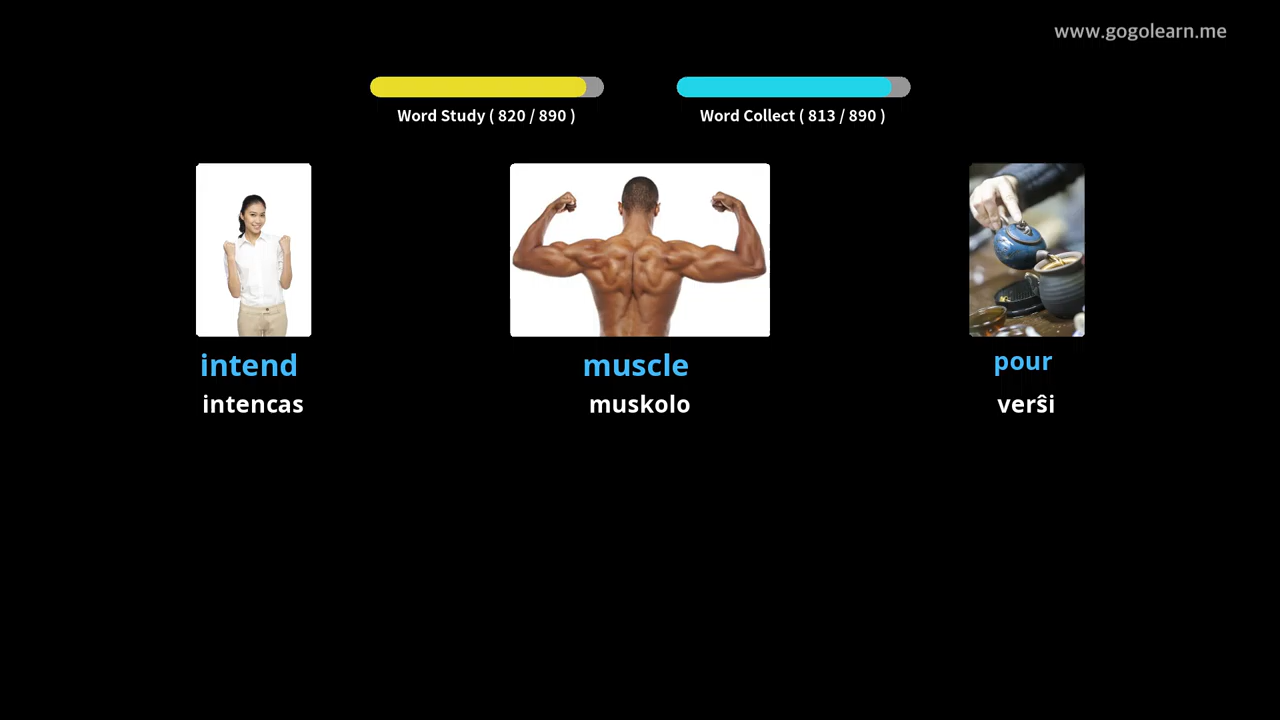 www.gogolearn.me
Word Study ( 820 / 890 )
Word Collect ( 813 / 890 )
intend
muscle
pour
intencas
muskolo
verŝi